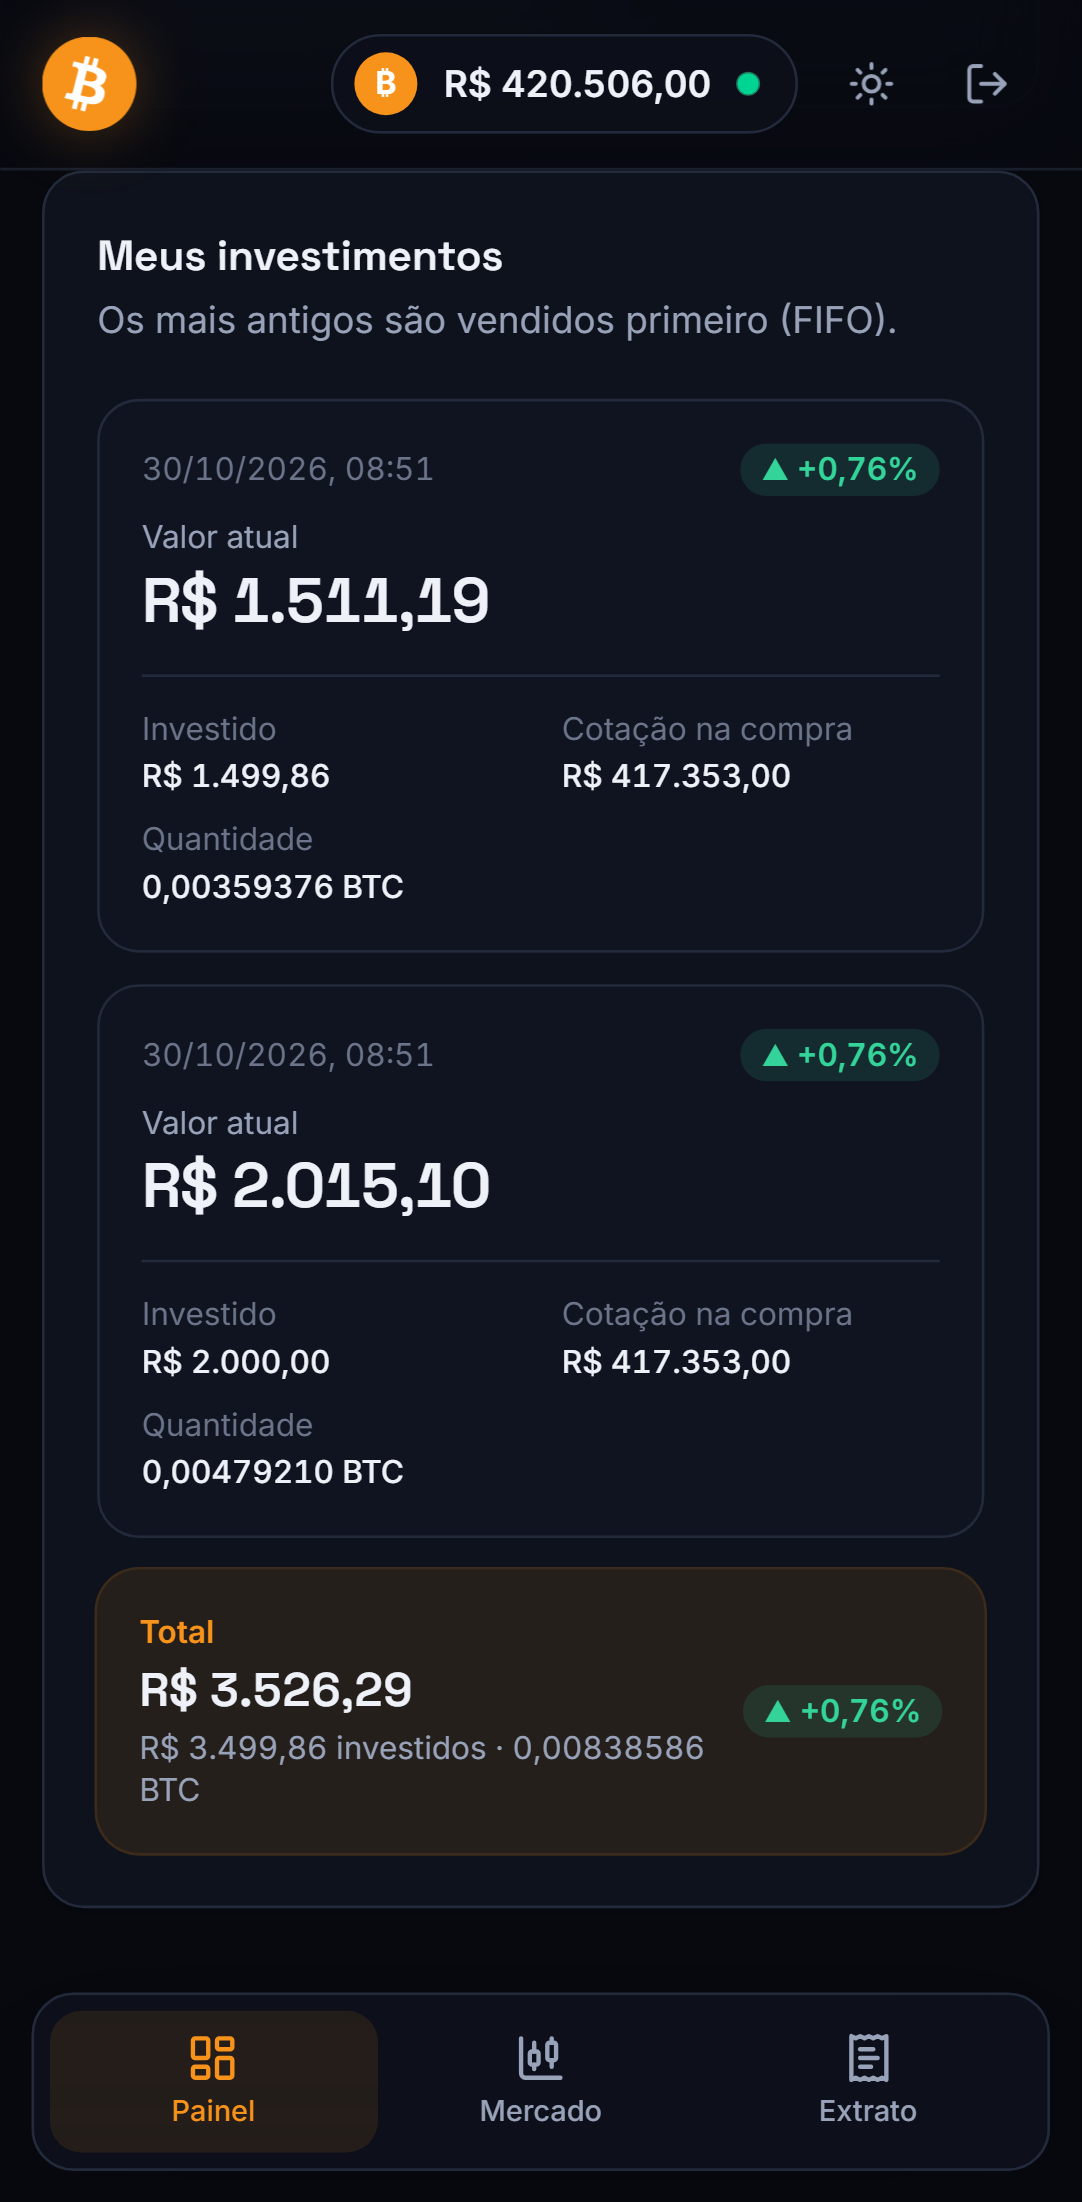 R$ 420.506,00
Meus investimentos
Os mais antigos são vendidos primeiro (FIFO).
30/10/2026, 08:51
▲ +0,76%
Valor atual
R$ 1.511,19
Investido
Cotação na compra
R$ 1.499,86
R$ 417.353,00
Quantidade
0,00359376 BTC
30/10/2026, 08:51
▲ +0,76%
Valor atual
R$ 2.015,10
Investido
Cotação na compra
R$ 2.000,00
R$ 417.353,00
Quantidade
0,00479210 BTC
Total
R$ 3.526,29
▲ +0,76%
R$ 3.499,86 investidos · 0,00838586
BTC
Painel
Mercado
Extrato